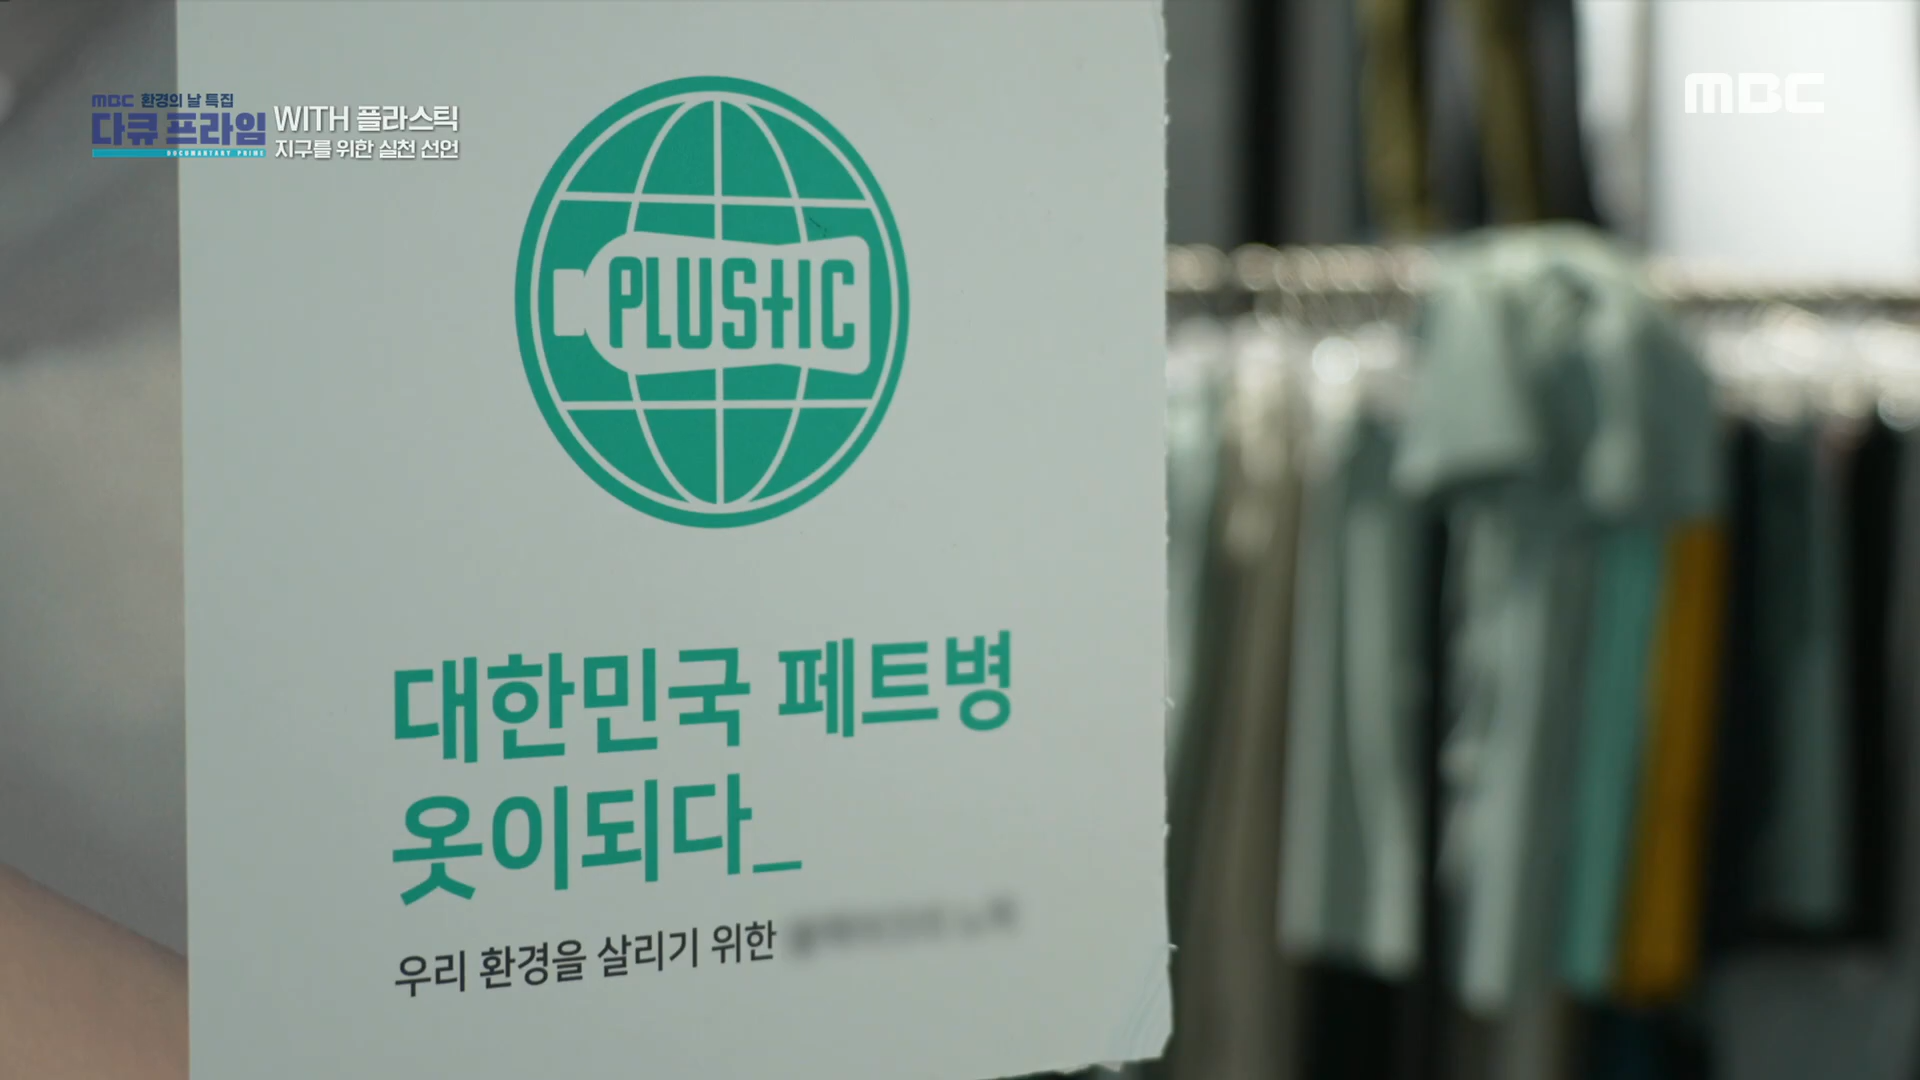 MBC 환경의 날 특집
다큐 프라임
DOCUMENTARY PRIME
WITH 플라스틱
지구를 위한 실천 선언
MBC
PLUStIC
대한민국 페트병
옷이되다_
우리 환경을 살리기 위한